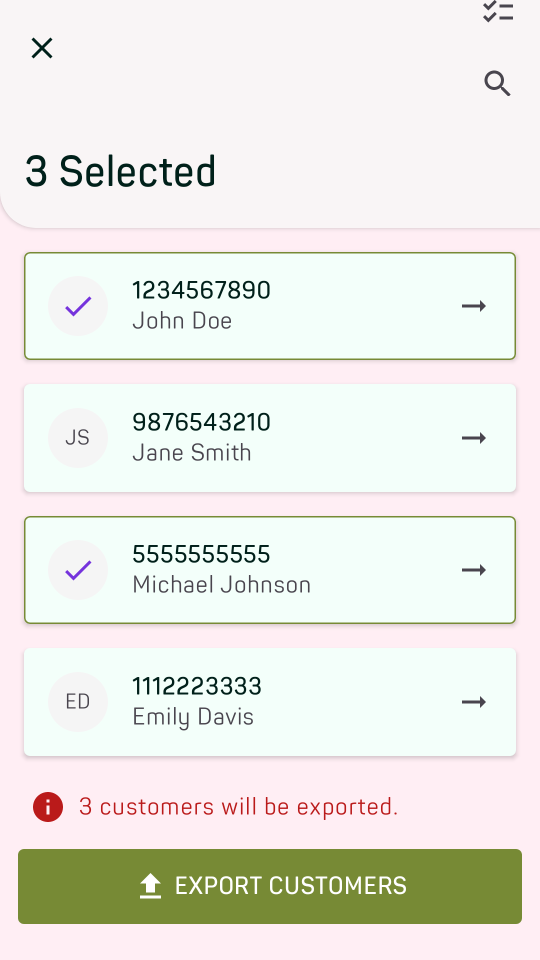 3 Selected
1234567890
John Doe
JS
9876543210
Jane Smith
5555555555
Michael Johnson
ED
1112223333
Emily Davis
3 customers will be exported.
EXPORT CUSTOMERS